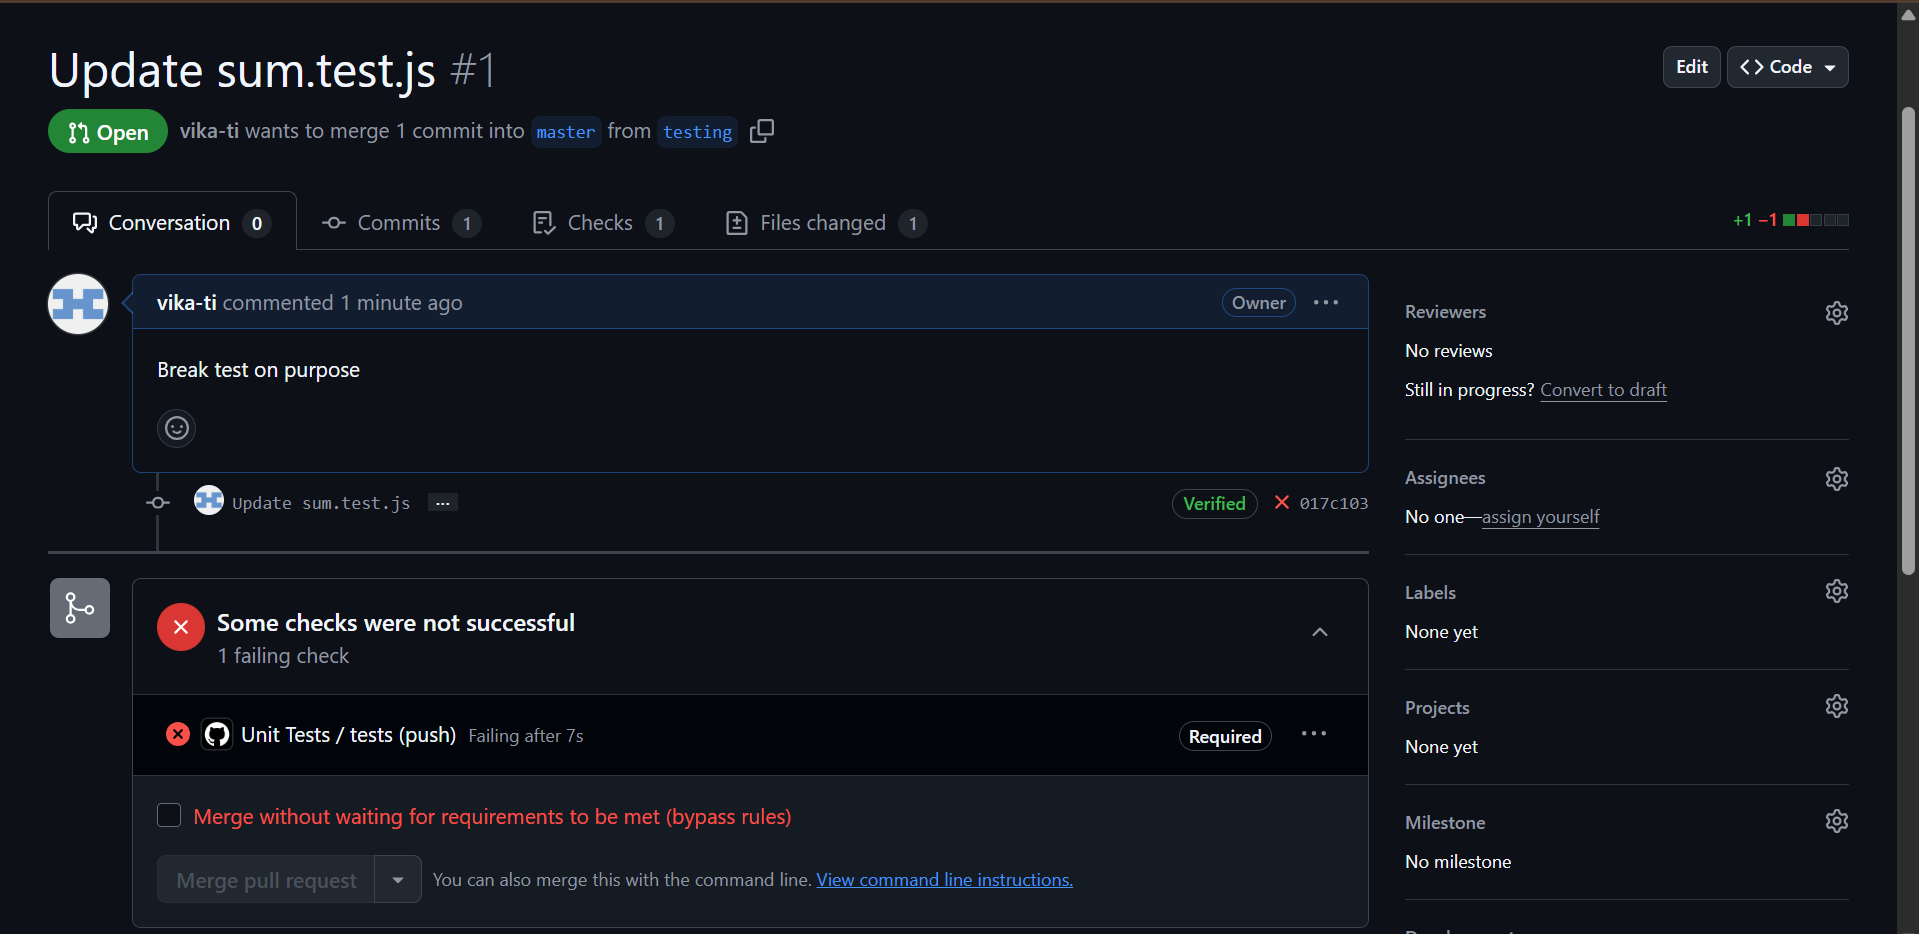 Update sum.test.js #1
Edit
Code
Open
vika-ti wants to merge 1 commit into master from testing
Conversation 0
Commits 1
Checks 1
Files changed 1
+1 −1
vika-ti commented 1 minute ago
Owner
Break test on purpose
Update sum.test.js ...
Verified
017c103
Some checks were not successful
1 failing check
Unit Tests / tests (push) Failing after 7s
Required
Merge without waiting for requirements to be met (bypass rules)
Merge pull request
You can also merge this with the command line. View command line instructions.
Reviewers
No reviews
Still in progress? Convert to draft
Assignees
No one—assign yourself
Labels
None yet
Projects
None yet
Milestone
No milestone